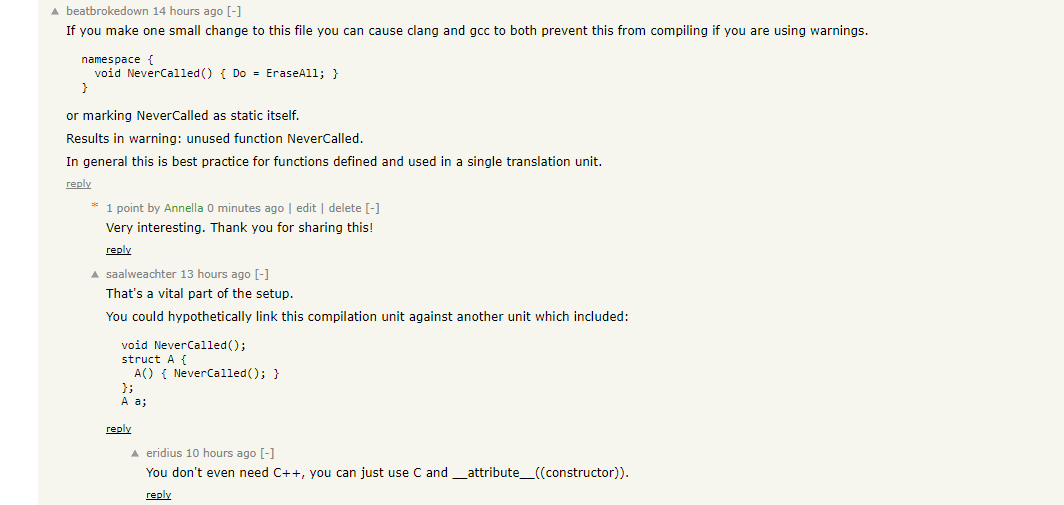 ▲ beatbrokedown 14 hours ago [-]
If you make one small change to this file you can cause clang and gcc to both prevent this from compiling if you are using warnings.
namespace {
  void NeverCalled() { Do = EraseAll; }
}
or marking NeverCalled as static itself.
Results in warning: unused function NeverCalled.
In general this is best practice for functions defined and used in a single translation unit.
reply
* 1 point by Annella 0 minutes ago | edit | delete [-]
Very interesting. Thank you for sharing this!
reply
▲ saalweachter 13 hours ago [-]
That's a vital part of the setup.
You could hypothetically link this compilation unit against another unit which included:
void NeverCalled();
struct A {
  A() { NeverCalled(); }
};
A a;
reply
▲ eridius 10 hours ago [-]
You don't even need C++, you can just use C and __attribute__((constructor)).
reply